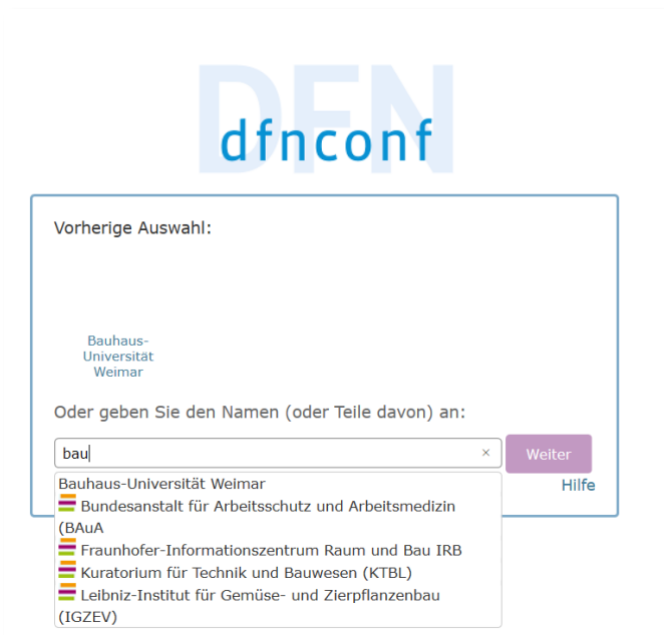 DFN
dfnconf
Vorherige Auswahl:
Bauhaus-
Universität
Weimar
Oder geben Sie den Namen (oder Teile davon) an:
bau
×
Weiter
Hilfe
Bauhaus-Universität Weimar
Bundesanstalt für Arbeitsschutz und Arbeitsmedizin
(BAuA
Fraunhofer-Informationszentrum Raum und Bau IRB
Kuratorium für Technik und Bauwesen (KTBL)
Leibniz-Institut für Gemüse- und Zierpflanzenbau
(IGZEV)